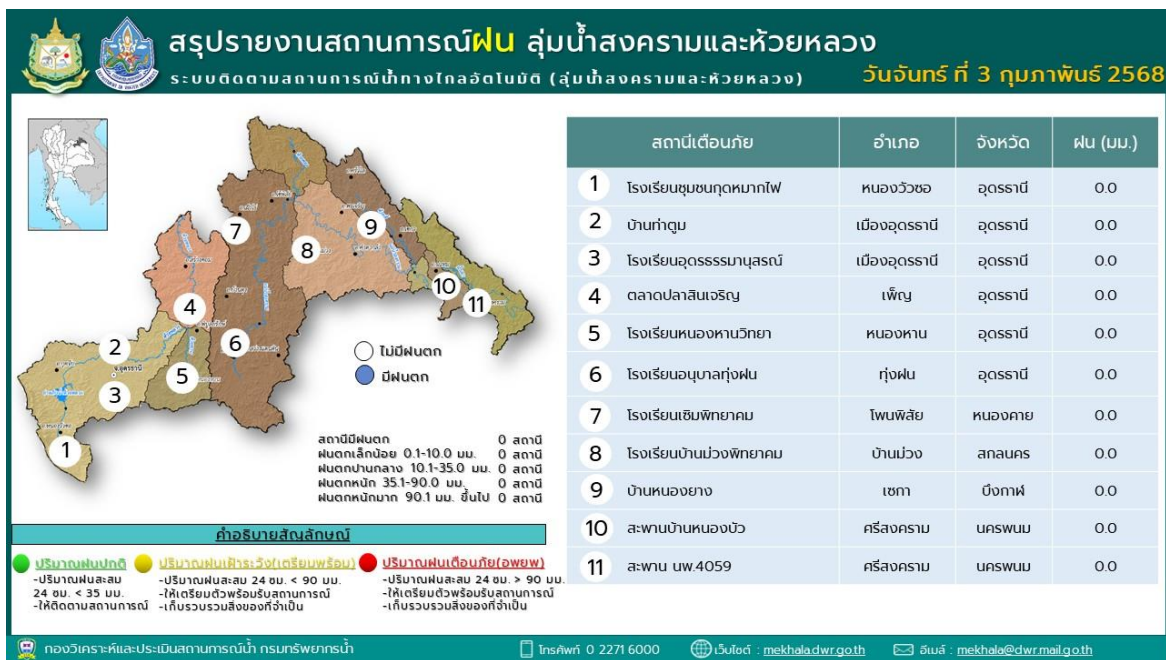 สรุปรายงานสถานการณ์ฝน ลุ่มน้ำสงครามและห้วยหลวง
ระบบติดตามสถานการณ์น้ำทางไกลอัตโนมัติ (ลุ่มน้ำสงครามและห้วยหลวง)
วันจันทร์ ที่ 3 กุมภาพันธ์ 2568
สถานีเตือนภัย อำเภอ จังหวัด ฝน (มม.)
1 โรงเรียนชุมชนกุดหมากไฟ หนองวัวซอ อุดรธานี 0.0
2 บ้านท่าตูม เมืองอุดรธานี อุดรธานี 0.0
3 โรงเรียนอุดรธรรมานุสรณ์ เมืองอุดรธานี อุดรธานี 0.0
4 ตลาดปลาสินเจริญ เพ็ญ อุดรธานี 0.0
5 โรงเรียนหนองหานวิทยา หนองหาน อุดรธานี 0.0
6 โรงเรียนอนุบาลทุ่งฝน ทุ่งฝน อุดรธานี 0.0
7 โรงเรียนเซิมพิทยาคม โพนพิสัย หนองคาย 0.0
8 โรงเรียนบ้านม่วงพิทยาคม บ้านม่วง สกลนคร 0.0
9 บ้านหนองยาง เซกา บึงกาฬ 0.0
10 สะพานบ้านหนองบัว ศรีสงคราม นครพนม 0.0
11 สะพาน นพ.4059 ศรีสงคราม นครพนม 0.0
7
9
8
10
11
4
2
6
5
3
1
ไม่มีฝนตก
มีฝนตก
สถานีมีฝนตก 0 สถานี
ฝนตกเล็กน้อย 0.1-10.0 มม. 0 สถานี
ฝนตกปานกลาง 10.1-35.0 มม. 0 สถานี
ฝนตกหนัก 35.1-90.0 มม. 0 สถานี
ฝนตกหนักมาก 90.1 มม. ขึ้นไป 0 สถานี
คำอธิบายสัญลักษณ์
ปริมาณฝนปกติ
-ปริมาณฝนสะสม
24 ชม. < 35 มม.
-ให้ติดตามสถานการณ์
ปริมาณฝนเฝ้าระวัง(เตรียมพร้อม)
-ปริมาณฝนสะสม 24 ชม. < 90 มม.
-ให้เตรียมตัวพร้อมรับสถานการณ์
-เก็บรวบรวมสิ่งของที่จำเป็น
ปริมาณฝนเตือนภัย(อพยพ)
-ปริมาณฝนสะสม 24 ชม. > 90 มม.
-ให้เตรียมตัวพร้อมรับสถานการณ์
-เก็บรวบรวมสิ่งของที่จำเป็น
กองวิเคราะห์และประเมินสถานการณ์น้ำ กรมทรัพยากรน้ำ
โทรศัพท์ 0 2271 6000
เว็บไซต์ : mekhala.dwr.go.th
อีเมล์ : mekhala@dwr.mail.go.th